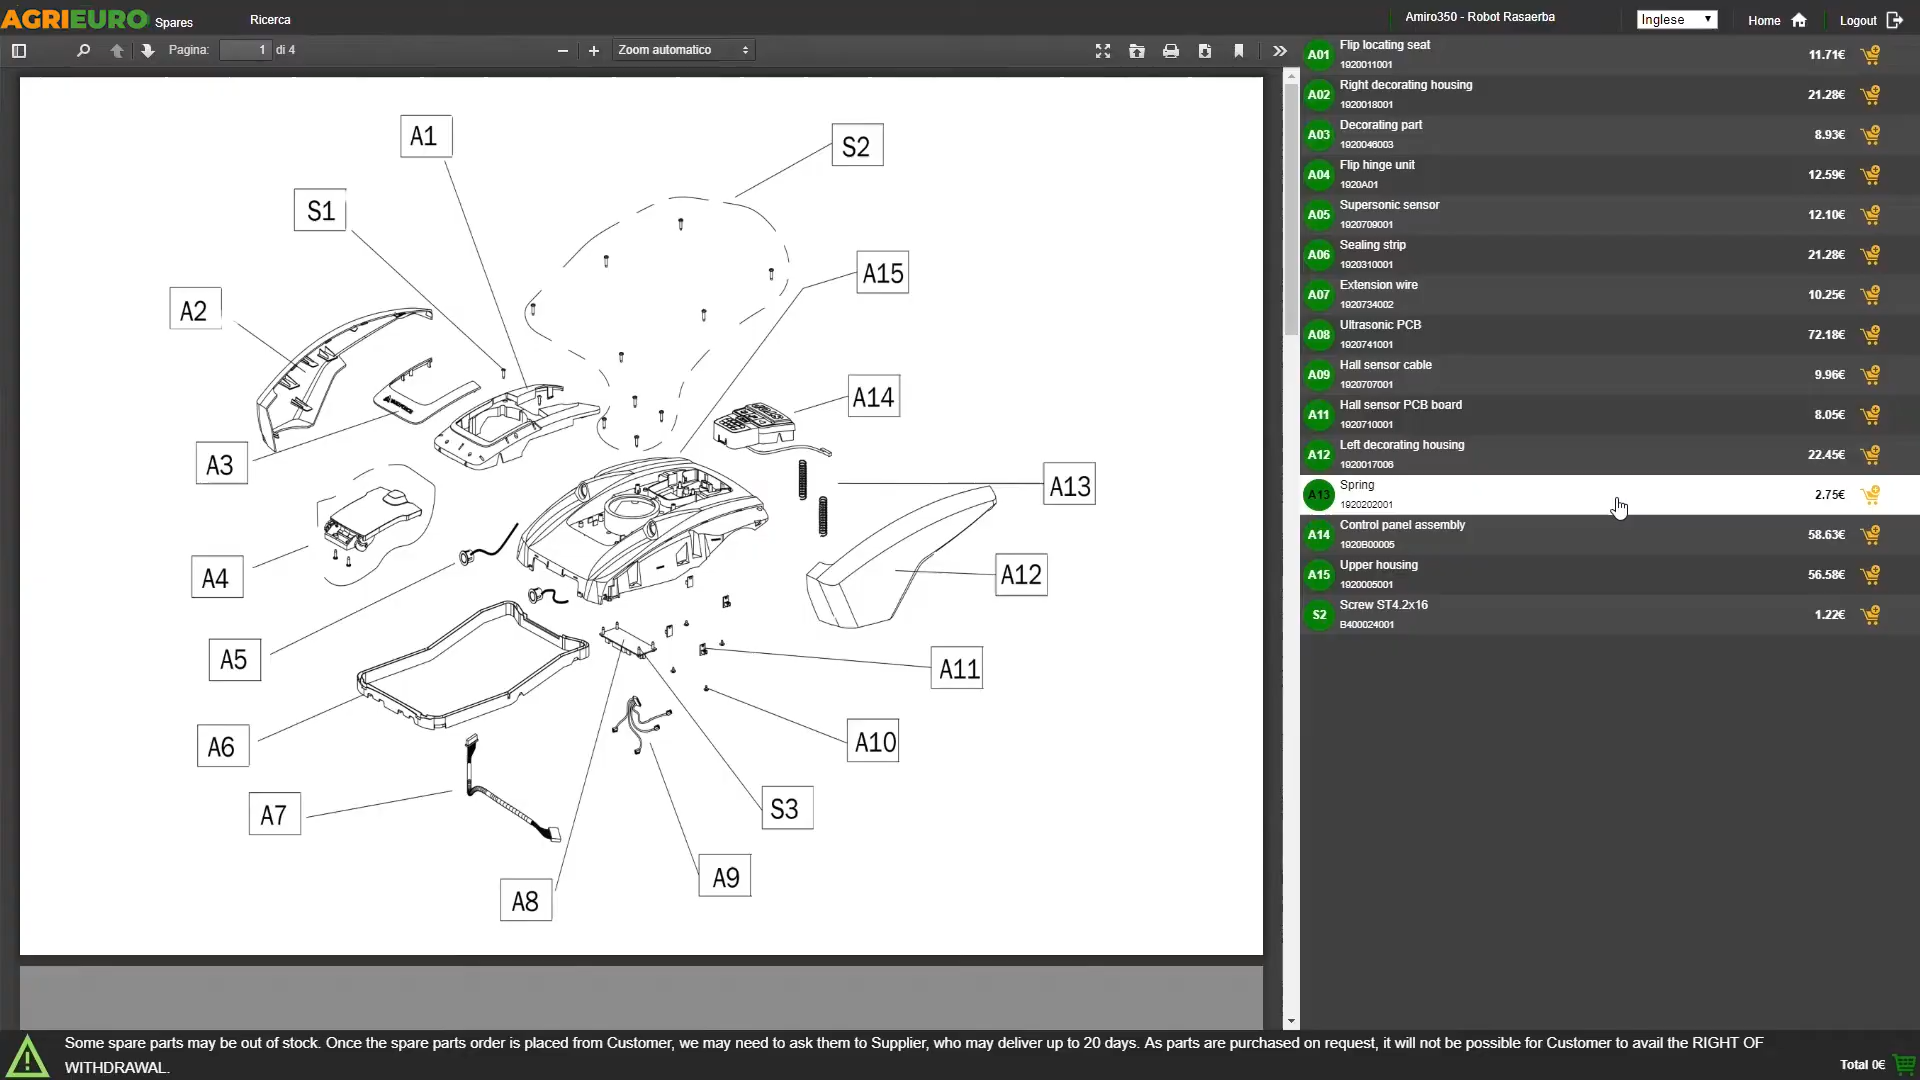 AGRIEURO Spares
Ricerca
Amiro350 - Robot Rasaerba
Inglese
Home
Logout
Pagina: 1 di 4
Zoom automatico
A1
S2
S1
A15
A2
A14
A3
A13
A4
A12
A5
A11
A6
A10
A7
S3
A9
A8
A01 Flip locating seat 11.71€
1920011001
A02 Right decorating housing 21.28€
1920018001
A03 Decorating part 8.93€
1920046003
A04 Flip hinge unit 12.59€
1920A01
A05 Supersonic sensor 12.10€
1920709001
A06 Sealing strip 21.28€
1920310001
A07 Extension wire 10.25€
1920734002
A08 Ultrasonic PCB 72.18€
1920741001
A09 Hall sensor cable 9.96€
1920707001
A11 Hall sensor PCB board 8.05€
1920710001
A12 Left decorating housing 22.45€
1920017006
A13 Spring 2.75€
1920202001
A14 Control panel assembly 58.63€
1920B00005
A15 Upper housing 56.58€
1920005001
S2 Screw ST4.2x16 1.22€
B400024001
Some spare parts may be out of stock. Once the spare parts order is placed from Customer, we may need to ask them to Supplier, who may deliver up to 20 days. As parts are purchased on request, it will not be possible for Customer to avail the RIGHT OF
WITHDRAWAL.
Total 0€